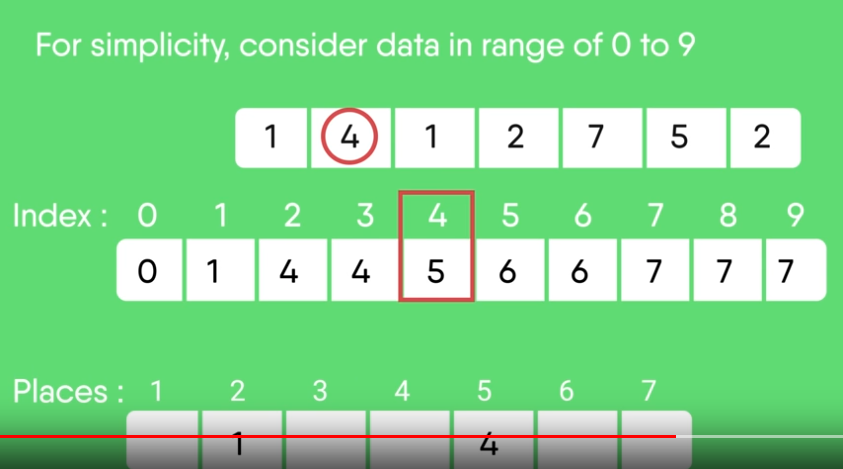 For simplicity, consider data in range of 0 to 9
1 4 1 2 7 5 2
Index : 0 1 2 3 4 5 6 7 8 9
0 1 4 4 5 6 6 7 7 7
Places : 1 2 3 4 5 6 7
1 4